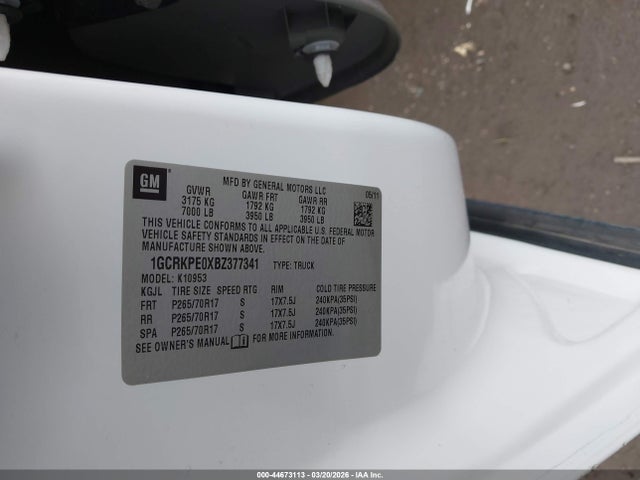 GM
MFD BY GENERAL MOTORS LLC
05/11
GVWR GAWR FRT GAWR RR
3175 KG 1792 KG 1792 KG
7000 LB 3950 LB 3950 LB
THIS VEHICLE CONFORMS TO ALL APPLICABLE U.S. FEDERAL MOTOR
VEHICLE SAFETY STANDARDS IN EFFECT ON THE DATE OF
MANUFACTURE SHOWN ABOVE.
1GCRKPE0XBZ377341 TYPE: TRUCK
MODEL: K10953
KGJL TIRE SIZE SPEED RTG RIM COLD TIRE PRESSURE
FRT P265/70R17 S 17X7.5J 240KPA(35PSI)
RR P265/70R17 S 17X7.5J 240KPA(35PSI)
SPA P265/70R17 S 17X7.5J 240KPA(35PSI)
SEE OWNER'S MANUAL FOR MORE INFORMATION.
000-44673113 - 03/20/2026 - IAA Inc.